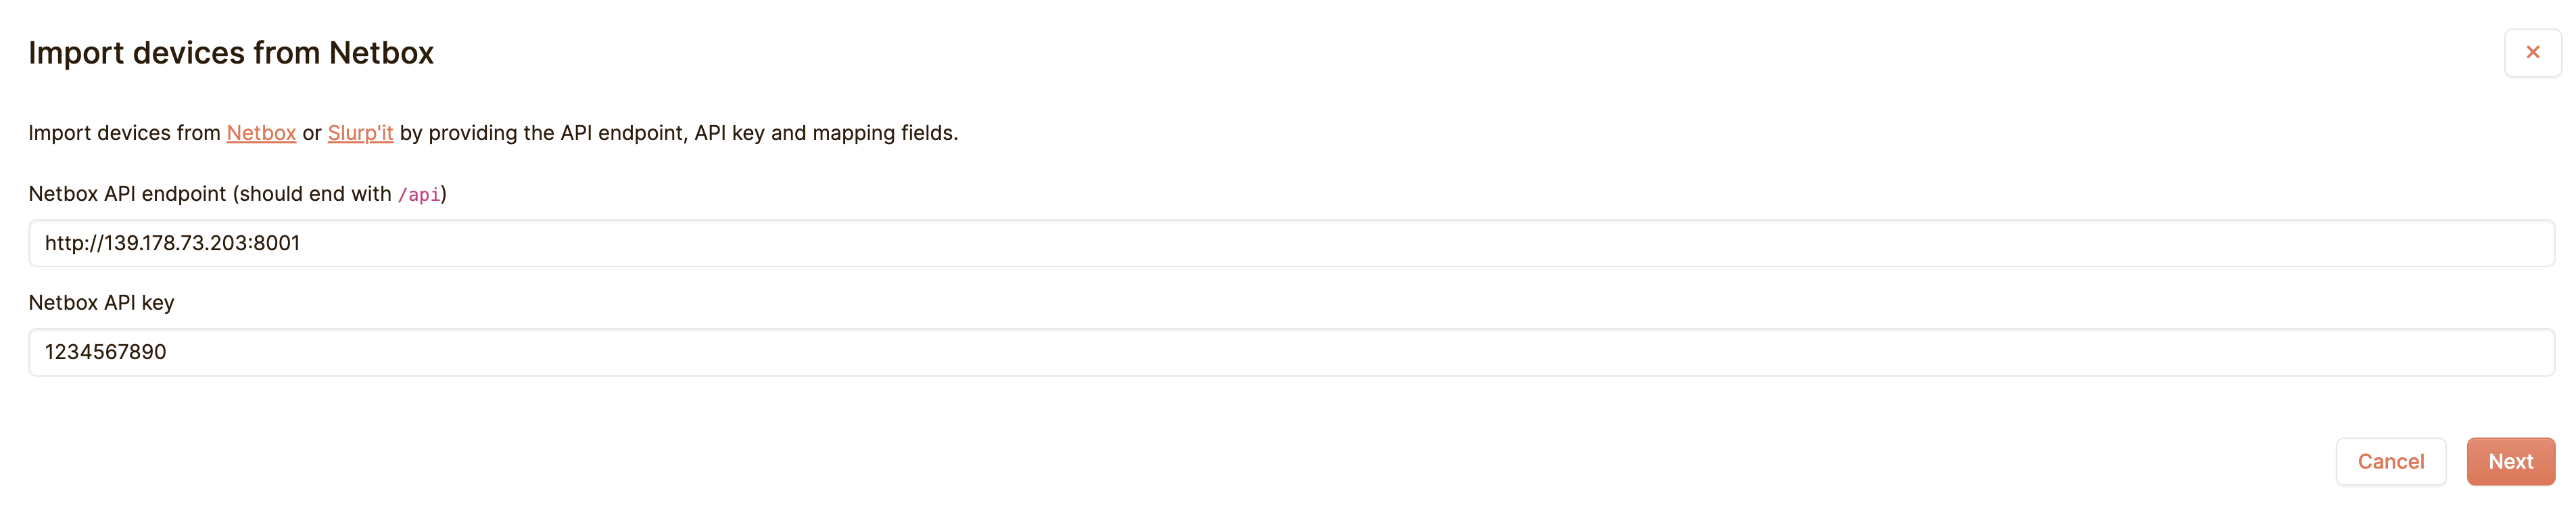 Import devices from Netbox
×
Import devices from Netbox or Slurp'it by providing the API endpoint, API key and mapping fields.
Netbox API endpoint (should end with /api)
http://139.178.73.203:8001
Netbox API key
1234567890
Cancel Next